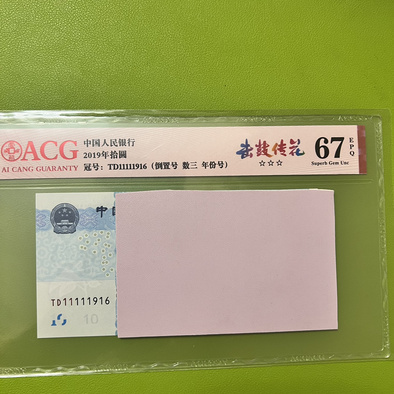 ACG
AI CANG GUARANTY
中国人民银行
2019年拾圆
冠号：TD11111916（倒置号 数三 年份号）
击鼓传花
☆☆☆
67 EPQ
Superb Gem Unc
中
TD11111916
10